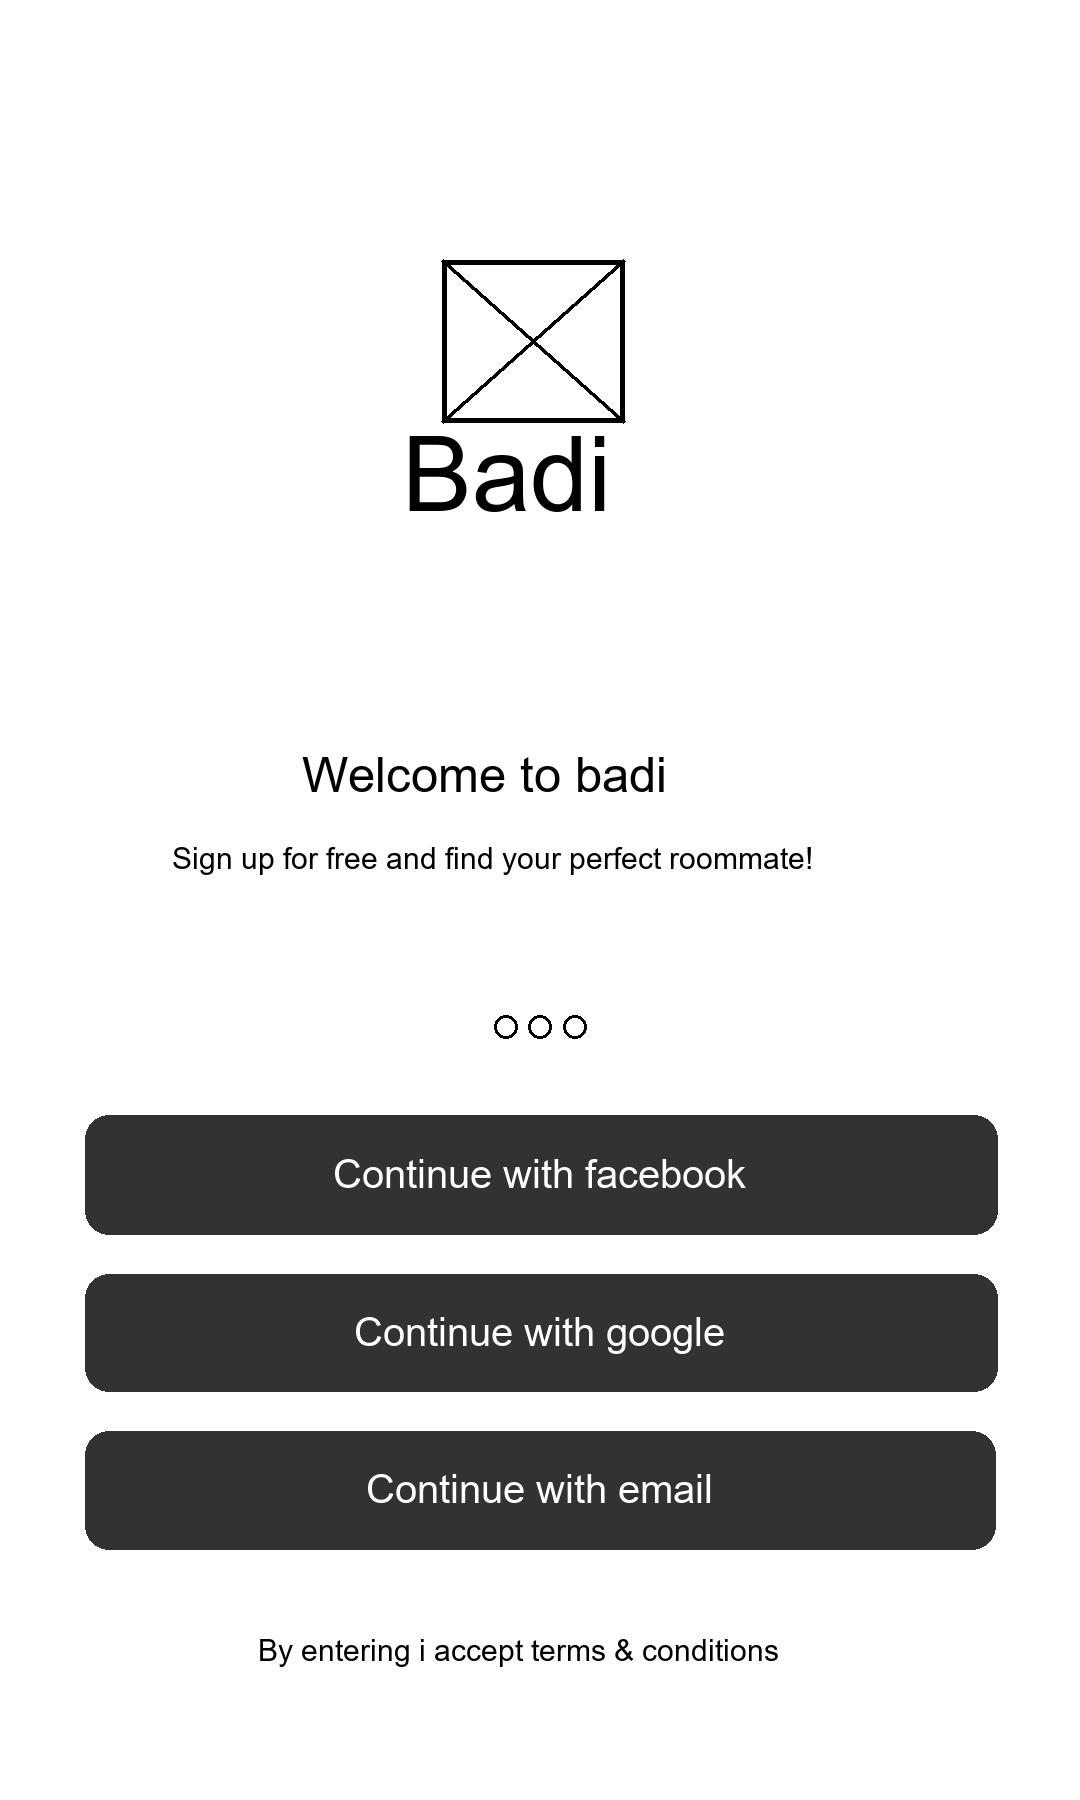 Badi
Welcome to badi
Sign up for free and find your perfect roommate!
Continue with facebook
Continue with google
Continue with email
By entering i accept terms & conditions